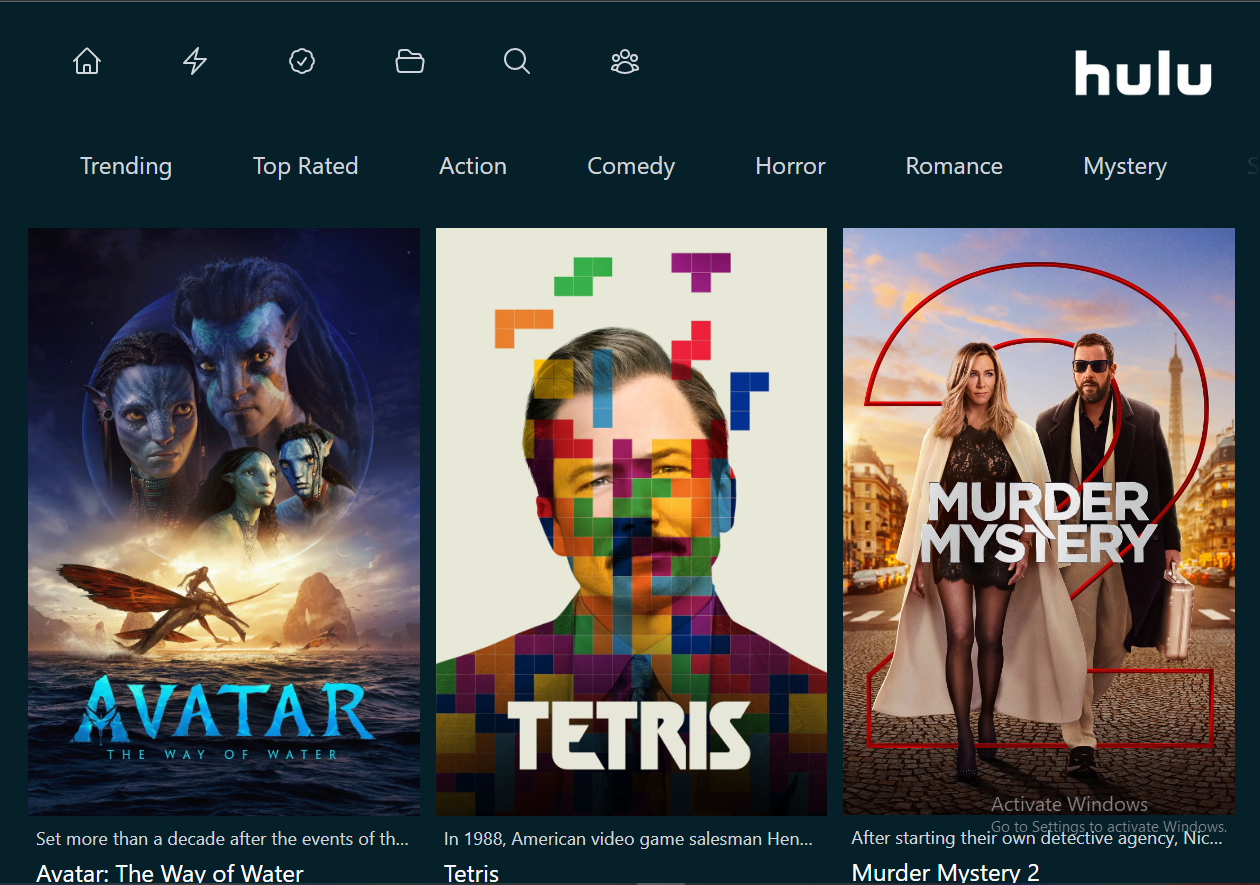 hulu
Trending Top Rated Action Comedy Horror Romance Mystery S
AVATAR
THE WAY OF WATER
TETRIS
MURDER
MYSTERY
2
Activate Windows
Go to Settings to activate Windows.
Set more than a decade after the events of th...
In 1988, American video game salesman Hen...
After starting their own detective agency, Nic...
Avatar: The Way of Water
Tetris
Murder Mystery 2